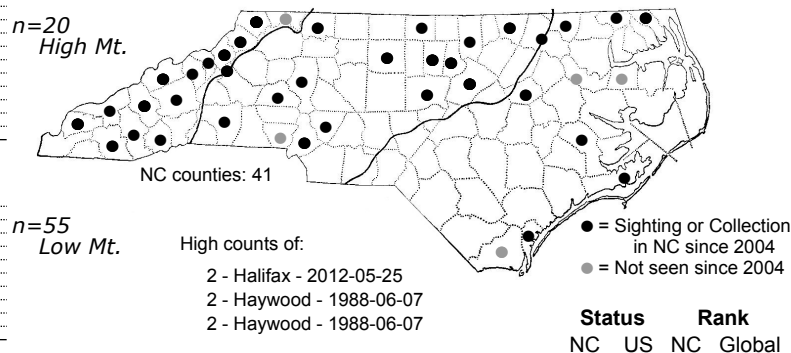 n=20
High Mt.
NC counties: 41
n=55
Low Mt.
High counts of:
2 - Halifax - 2012-05-25
2 - Haywood - 1988-06-07
2 - Haywood - 1988-06-07
= Sighting or Collection
in NC since 2004
= Not seen since 2004
Status Rank
NC US NC Global